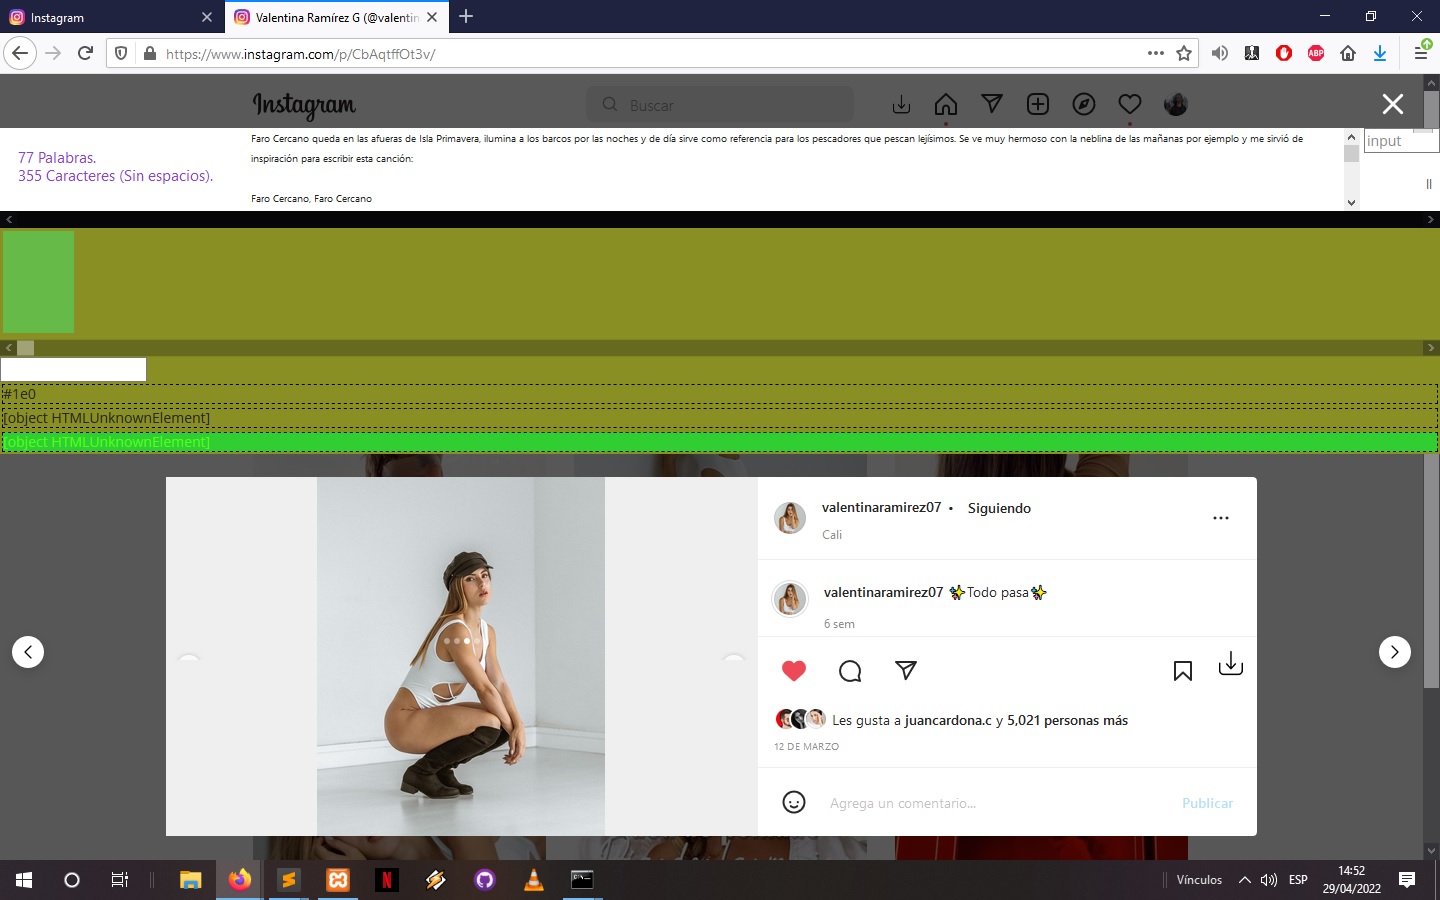 Instagram
Valentina Ramírez G (@valentin
https://www.instagram.com/p/CbAqtffOt3v/
ABP
Instagram
Buscar
Faro Cercano queda en las afueras de Isla Primavera, ilumina a los barcos por las noches y de día sirve como referencia para los pescadores que pescan lejísimos. Se ve muy hermoso con la neblina de las mañanas por ejemplo y me sirvió de
inspiración para escribir esta canción:
Faro Cercano, Faro Cercano
77 Palabras.
355 Caracteres (Sin espacios).
input
||
#1e0
[object HTMLUnknownElement]
[object HTMLUnknownElement]
valentinaramirez07 • Siguiendo
Cali
valentinaramirez07 ✨Todo pasa✨
6 sem
Les gusta a juancardona.c y 5,021 personas más
12 DE MARZO
Agrega un comentario...
Publicar
Vínculos
ESP
14:52
29/04/2022